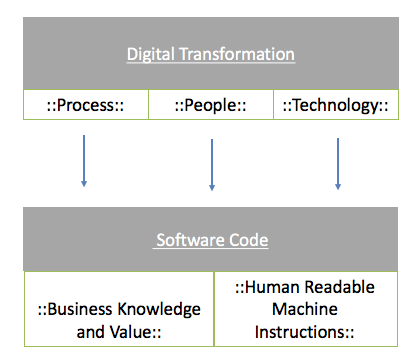 Digital Transformation
::Process:: ::People:: ::Technology::
Software Code
::Business Knowledge
and Value::
::Human Readable
Machine
Instructions::